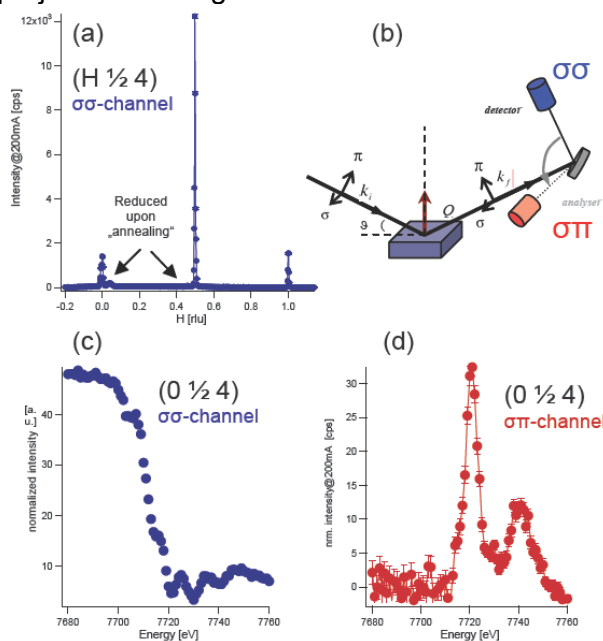 (a)
(H ½ 4)
σσ-channel
Reduced
upon
„annealing“
Intensity@200mA [cps]
12x10³
10
8
6
4
2
0
-0.2 0.0 0.2 0.4 0.6 0.8 1.0
H [rlu]
(b)
σσ
detector
π
π
k_i
k_f
σ
σ
Q
ϑ
analyser
σπ
(c)
(0 ½ 4)
σσ-channel
normalized intensity
40
30
20
10
7680 7700 7720 7740 7760
Energy [eV]
(d)
(0 ½ 4)
σπ-channel
nrm. intensity@200mA [cps]
30
25
20
15
10
5
0
7680 7700 7720 7740 7760
Energy [eV]